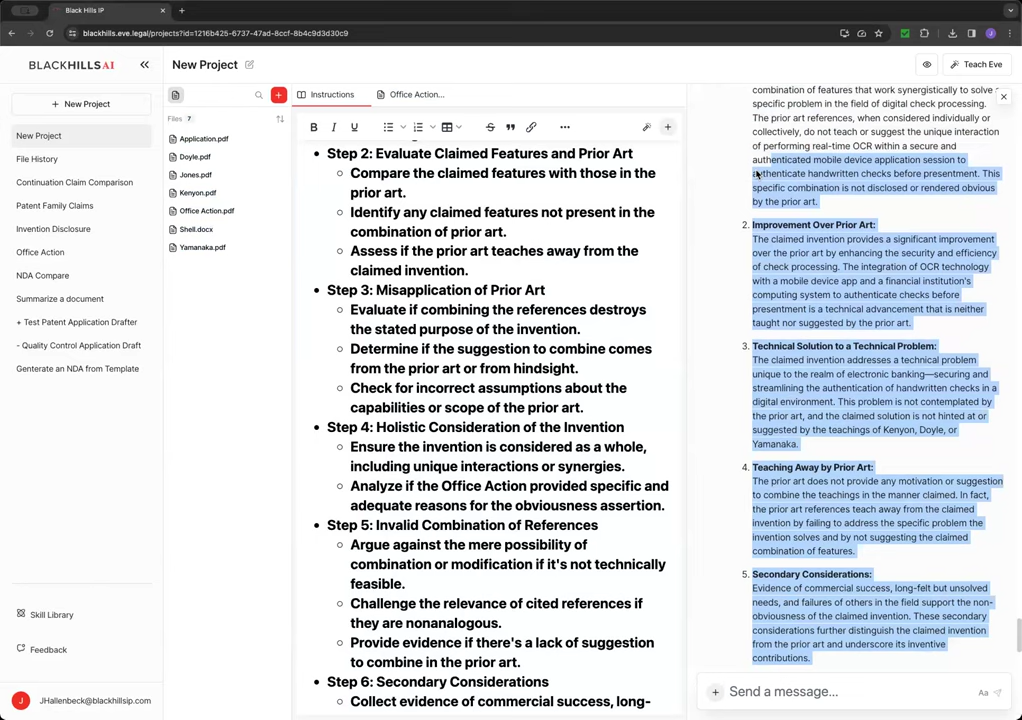 Black Hills IP
blackhills.eve.legal/projects?id=1216b425-6737-47ad-8ccf-8b4c9d3d30c9
BLACKHILLSAI
New Project
Teach Eve
New Project
New Project
File History
Continuation Claim Comparison
Patent Family Claims
Invention Disclosure
Office Action
NDA Compare
Summarize a document
+ Test Patent Application Drafter
- Quality Control Application Draft
Genterate an NDA from Template
Skill Library
Feedback
J
JHallenbeck@blackhillsip.com
Files 7
Application.pdf
Doyle.pdf
Jones.pdf
Kenyon.pdf
Office Action.pdf
Shell.docx
Yamanaka.pdf
Instructions
Office Action...
Step 2: Evaluate Claimed Features and Prior Art
Compare the claimed features with those in the
prior art.
Identify any claimed features not present in the
combination of prior art.
Assess if the prior art teaches away from the
claimed invention.
Step 3: Misapplication of Prior Art
Evaluate if combining the references destroys
the stated purpose of the invention.
Determine if the suggestion to combine comes
from the prior art or from hindsight.
Check for incorrect assumptions about the
capabilities or scope of the prior art.
Step 4: Holistic Consideration of the Invention
Ensure the invention is considered as a whole,
including unique interactions or synergies.
Analyze if the Office Action provided specific and
adequate reasons for the obviousness assertion.
Step 5: Invalid Combination of References
Argue against the mere possibility of
combination or modification if it's not technically
feasible.
Challenge the relevance of cited references if
they are nonanalogous.
Provide evidence if there's a lack of suggestion
to combine in the prior art.
Step 6: Secondary Considerations
Collect evidence of commercial success, long-
combination of features that work synergistically to solve
specific problem in the field of digital check processing.
The prior art references, when considered individually or
collectively, do not teach or suggest the unique interaction
of performing real-time OCR within a secure and
authenticated mobile device application session to
authenticate handwritten checks before presentment. This
specific combination is not disclosed or rendered obvious
by the prior art.
2. Improvement Over Prior Art:
The claimed invention provides a significant improvement
over the prior art by enhancing the security and efficiency
of check processing. The integration of OCR technology
with a mobile device app and a financial institution's
computing system to authenticate checks before
presentment is a technical advancement that is neither
taught nor suggested by the prior art.
3. Technical Solution to a Technical Problem:
The claimed invention addresses a technical problem
unique to the realm of electronic banking—securing and
streamlining the authentication of handwritten checks in a
digital environment. This problem is not contemplated by
the prior art, and the claimed solution is not hinted at or
suggested by the teachings of Kenyon, Doyle, or
Yamanaka.
4. Teaching Away by Prior Art:
The prior art does not provide any motivation or suggestion
to combine the teachings in the manner claimed. In fact,
the prior art references teach away from the claimed
invention by failing to address the specific problem the
invention solves and by not suggesting the claimed
combination of features.
5. Secondary Considerations:
Evidence of commercial success, long-felt but unsolved
needs, and failures of others in the field support the non-
obviousness of the claimed invention. These secondary
considerations further distinguish the claimed invention
from the prior art and underscore its inventive
contributions.
Send a message...
Aa